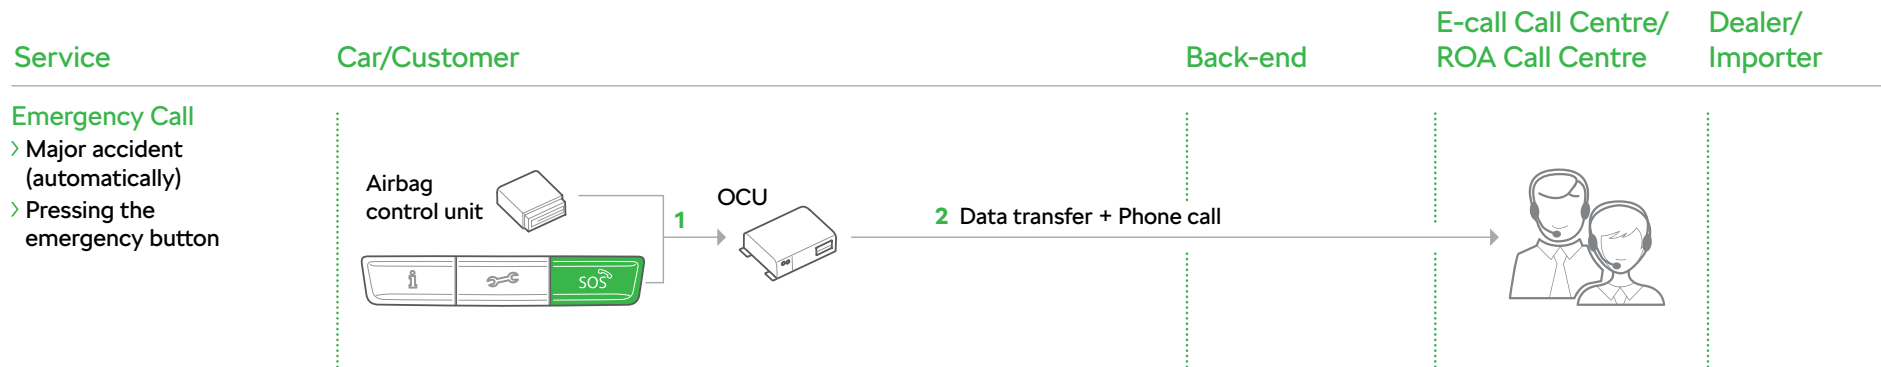 Service
Car/Customer
Back-end
E-call Call Centre/
ROA Call Centre
Dealer/
Importer
Emergency Call
› Major accident
(automatically)
› Pressing the
emergency button
Airbag
control unit
i
SOS
1
OCU
2 Data transfer + Phone call